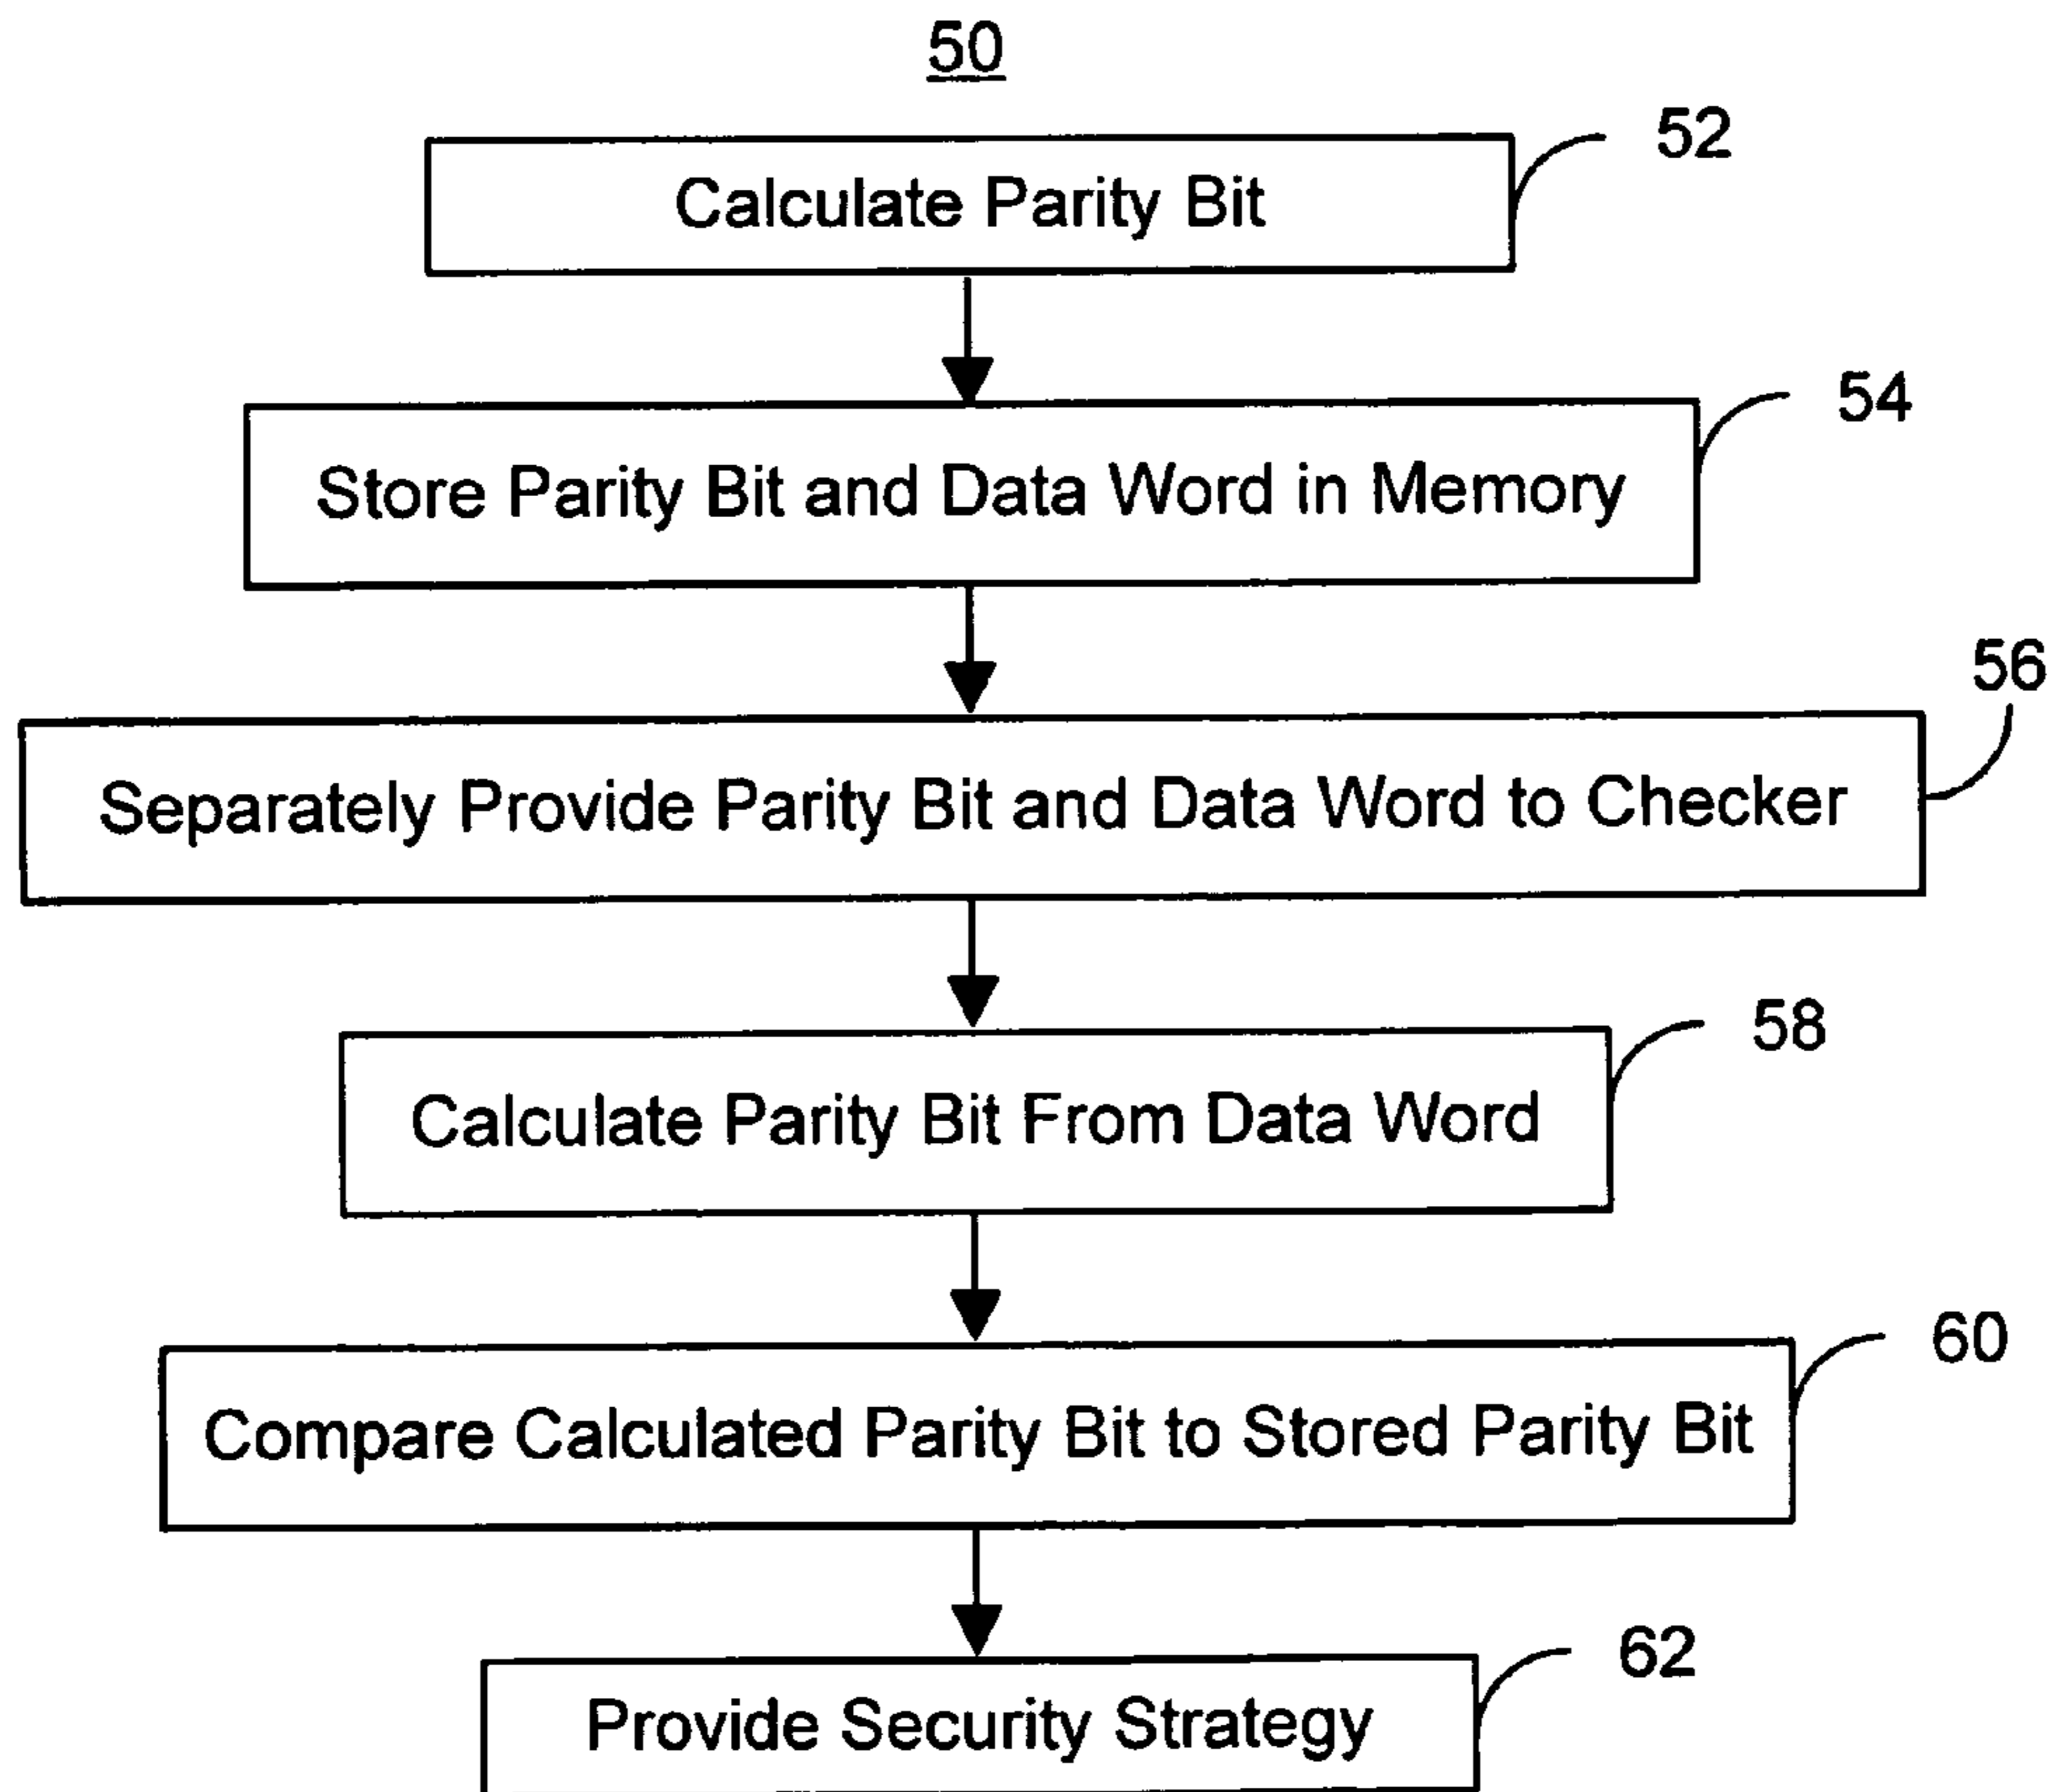 50
52
Calculate Parity Bit
54
Store Parity Bit and Data Word in Memory
56
Separately Provide Parity Bit and Data Word to Checker
58
Calculate Parity Bit From Data Word
60
Compare Calculated Parity Bit to Stored Parity Bit
62
Provide Security Strategy